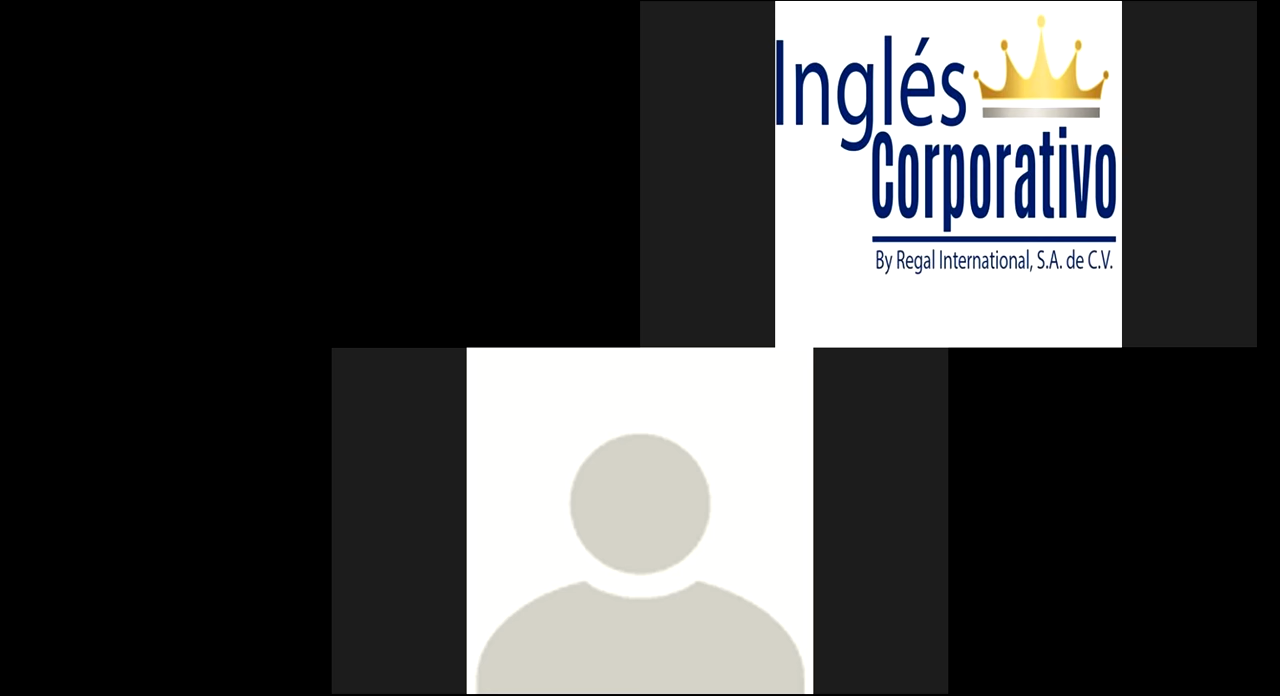 Inglés
Corporativo
By Regal International, S.A. de C.V.